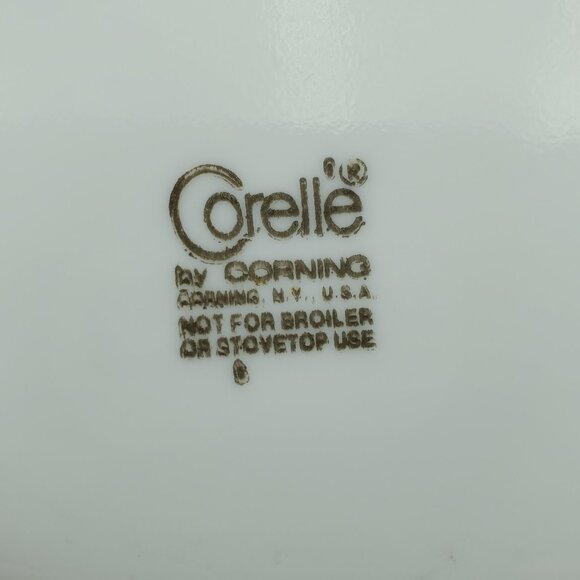 Corelle®
by CORNING
CORNING, N.Y., U.S.A.
NOT FOR BROILER
OR STOVETOP USE